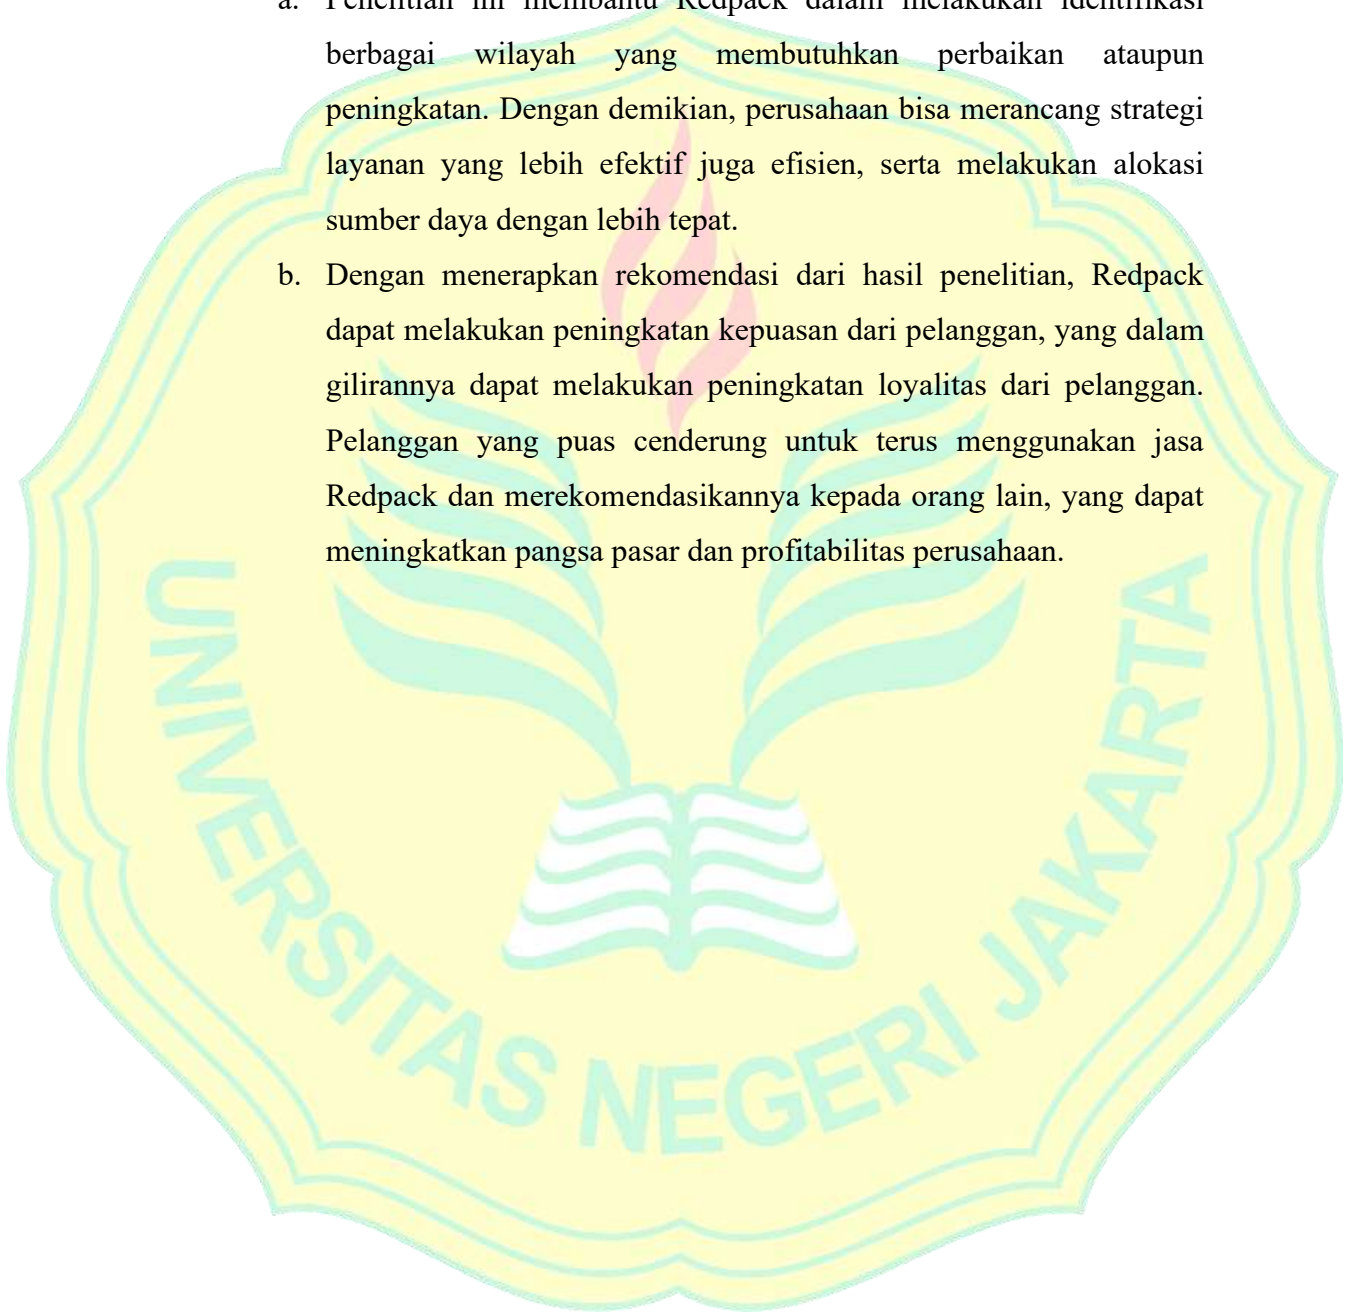 a. Penelitian ini membantu Redpack dalam melakukan identifikasi
berbagai wilayah yang membutuhkan perbaikan ataupun
peningkatan. Dengan demikian, perusahaan bisa merancang strategi
layanan yang lebih efektif juga efisien, serta melakukan alokasi
sumber daya dengan lebih tepat.
b. Dengan menerapkan rekomendasi dari hasil penelitian, Redpack
dapat melakukan peningkatan kepuasan dari pelanggan, yang dalam
gilirannya dapat melakukan peningkatan loyalitas dari pelanggan.
Pelanggan yang puas cenderung untuk terus menggunakan jasa
Redpack dan merekomendasikannya kepada orang lain, yang dapat
meningkatkan pangsa pasar dan profitabilitas perusahaan.
UNIVERSITAS NEGERI JAKARTA